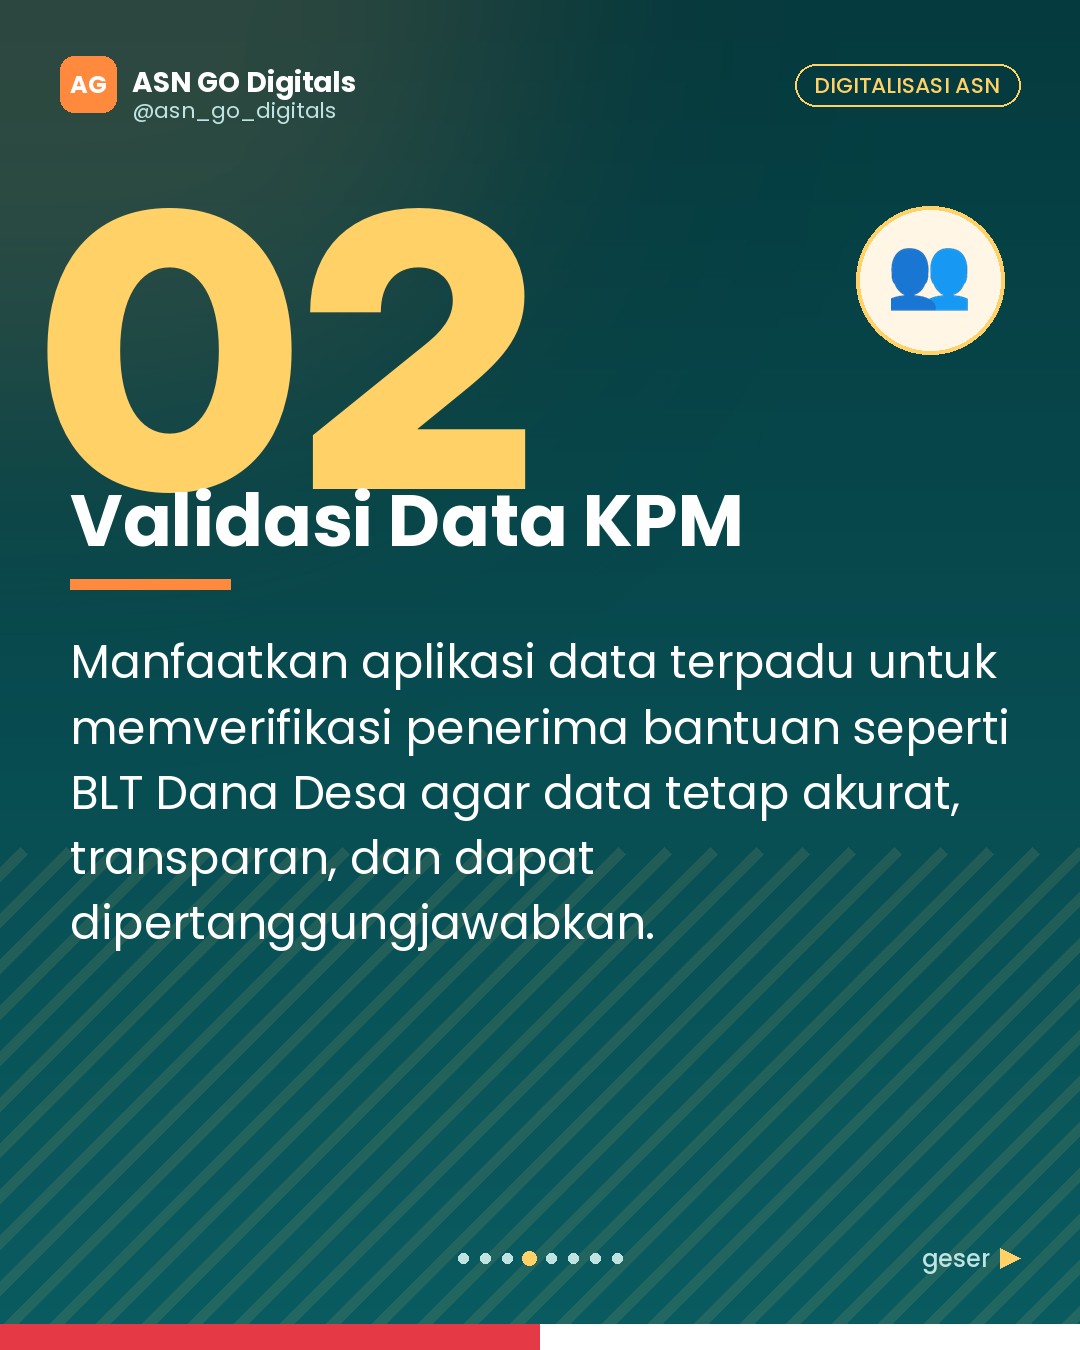 AG
ASN GO Digitals
@asn_go_digitals
DIGITALISASI ASN
02
Validasi Data KPM
Manfaatkan aplikasi data terpadu untuk
memverifikasi penerima bantuan seperti
BLT Dana Desa agar data tetap akurat,
transparan, dan dapat
dipertanggungjawabkan.
geser